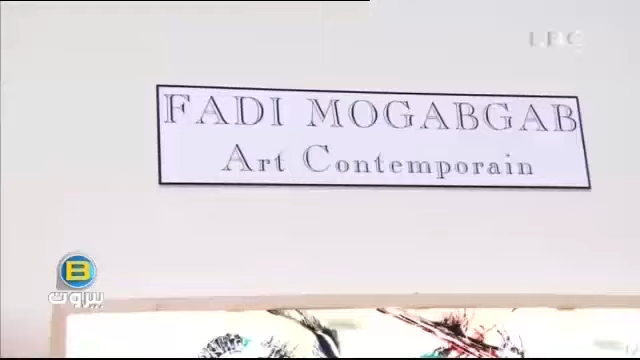 LBC
FADI MOGABGAB
Art Contemporain
B
بيروت